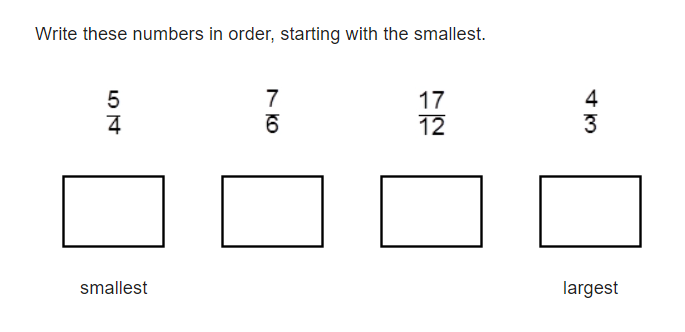 Write these numbers in order, starting with the smallest.
5/4 7/6 17/12 4/3
smallest largest